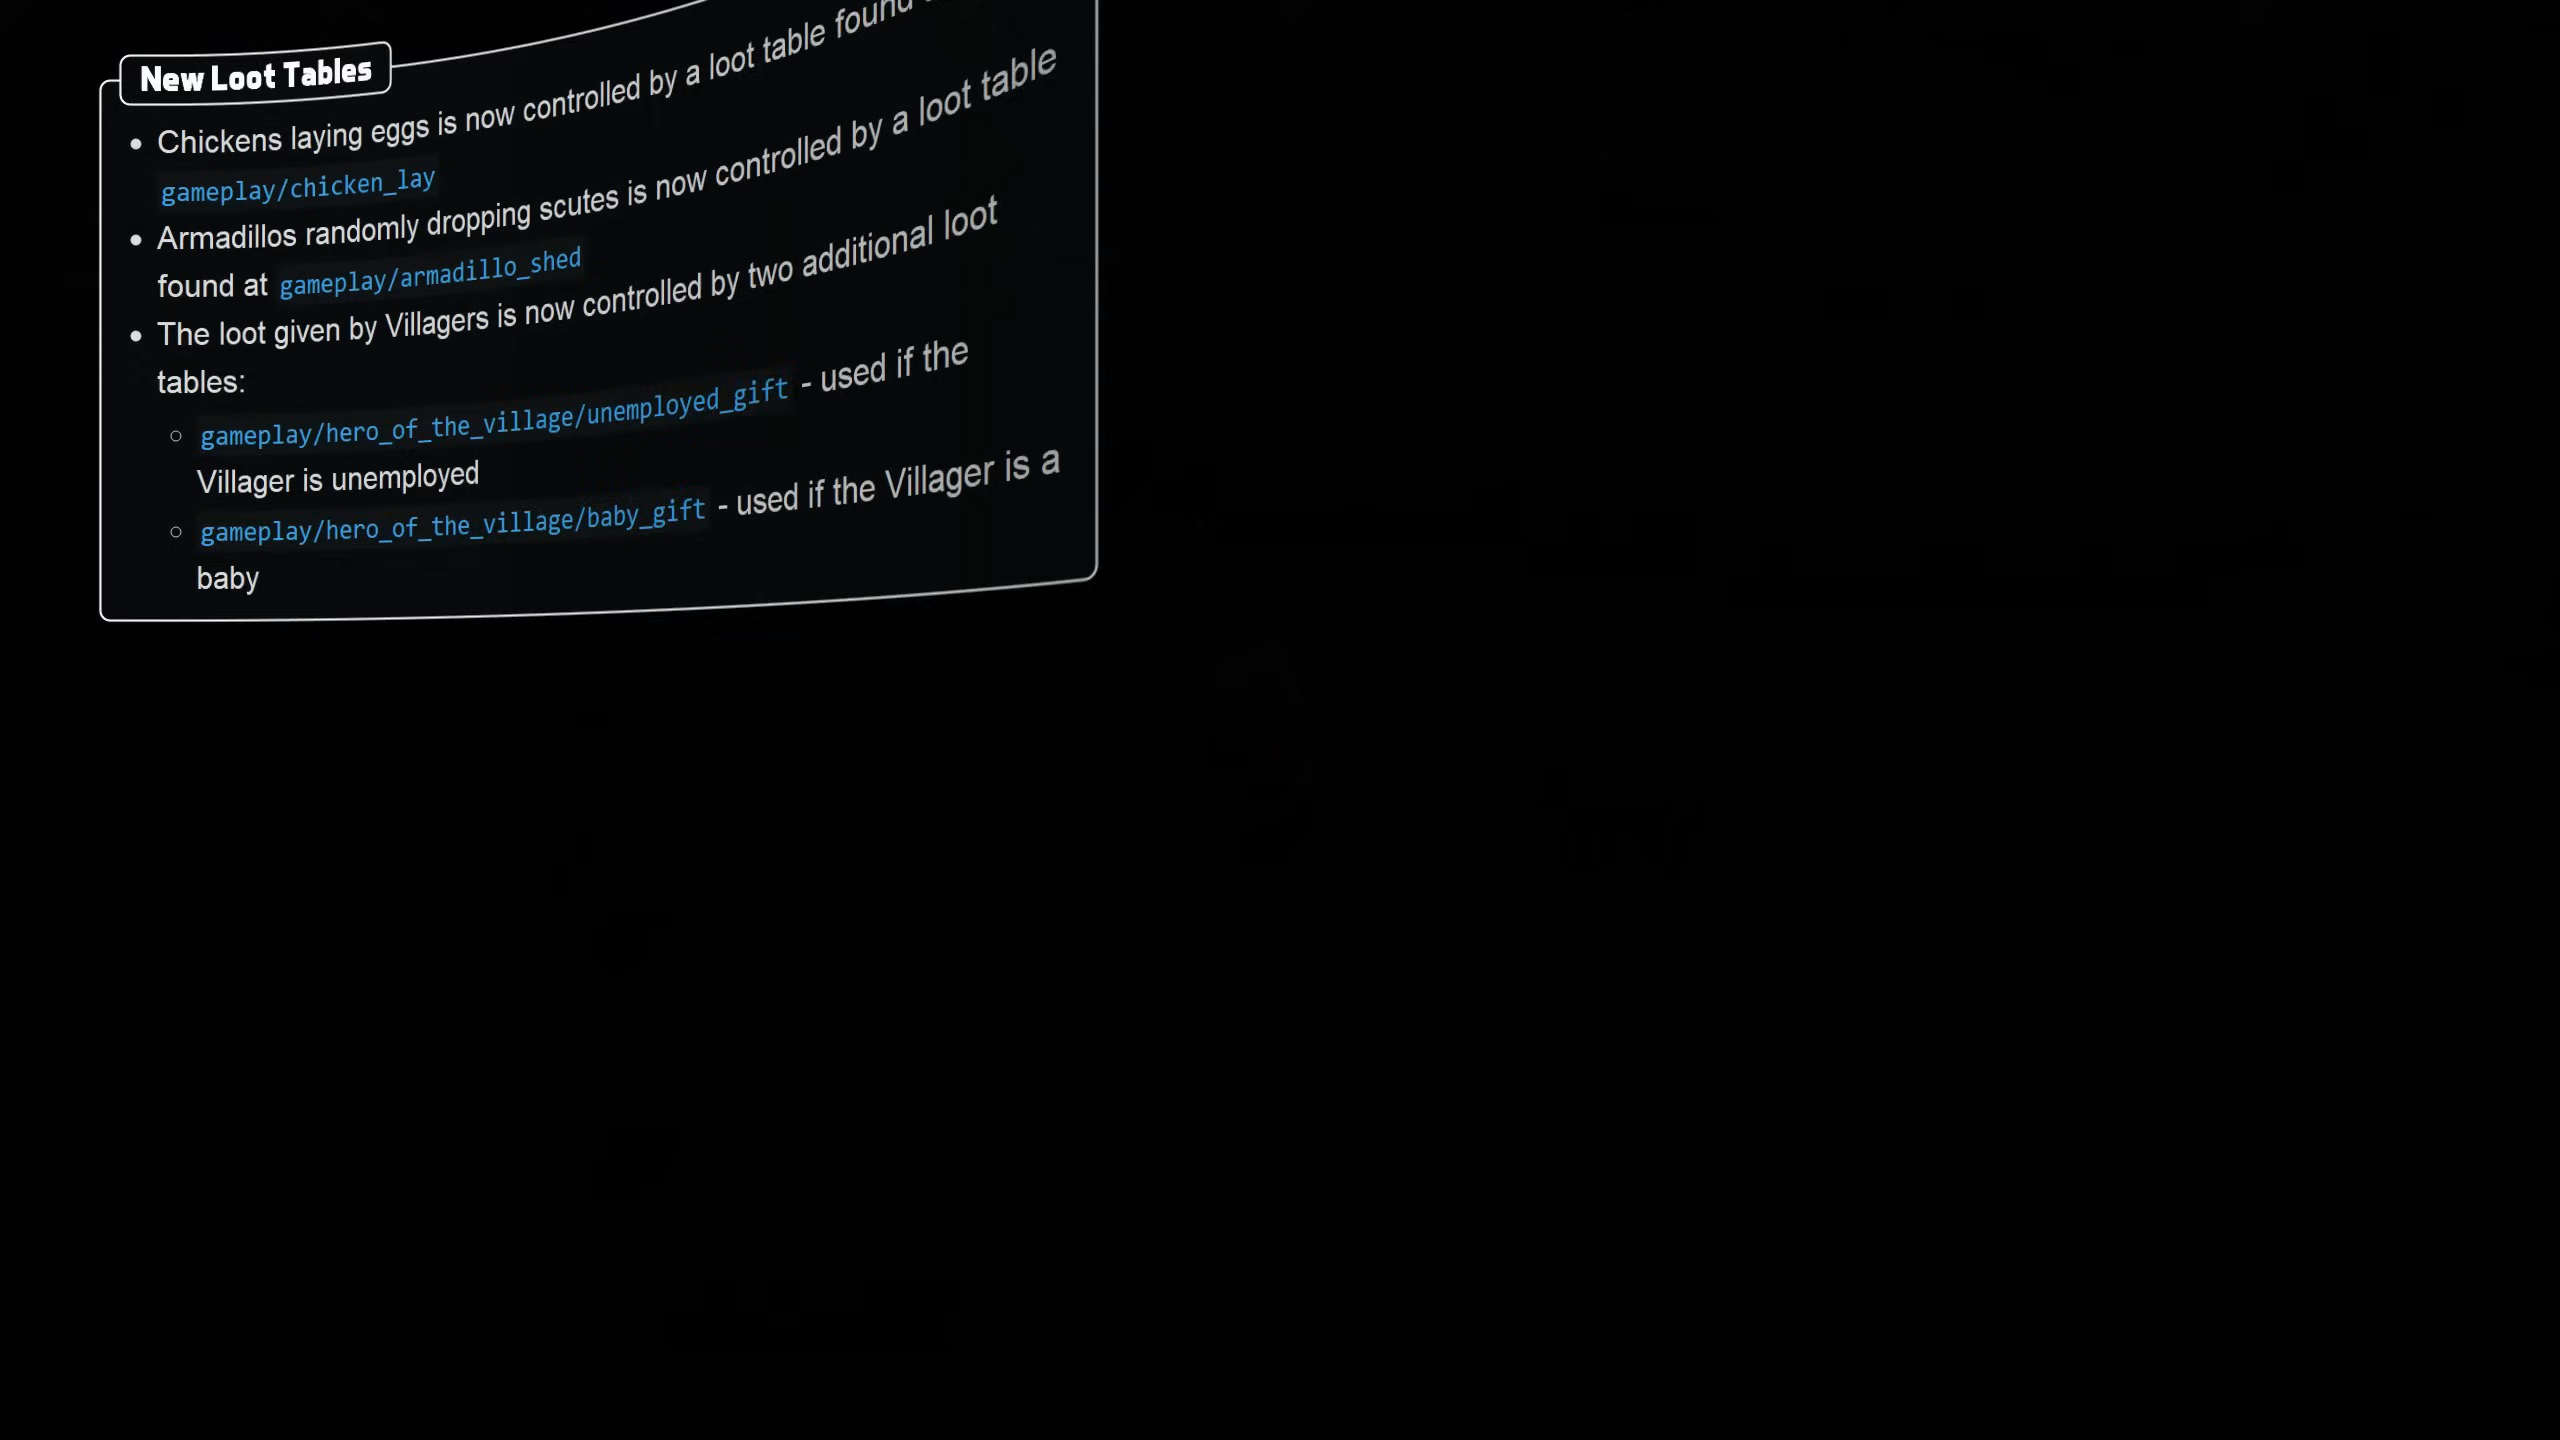 New Loot Tables
Chickens laying eggs is now controlled by a loot table found
gameplay/chicken_lay
Armadillos randomly dropping scutes is now controlled by a loot table
found at gameplay/armadillo_shed
The loot given by Villagers is now controlled by two additional loot
tables:
gameplay/hero_of_the_village/unemployed_gift - used if the
Villager is unemployed
gameplay/hero_of_the_village/baby_gift - used if the Villager is a
baby